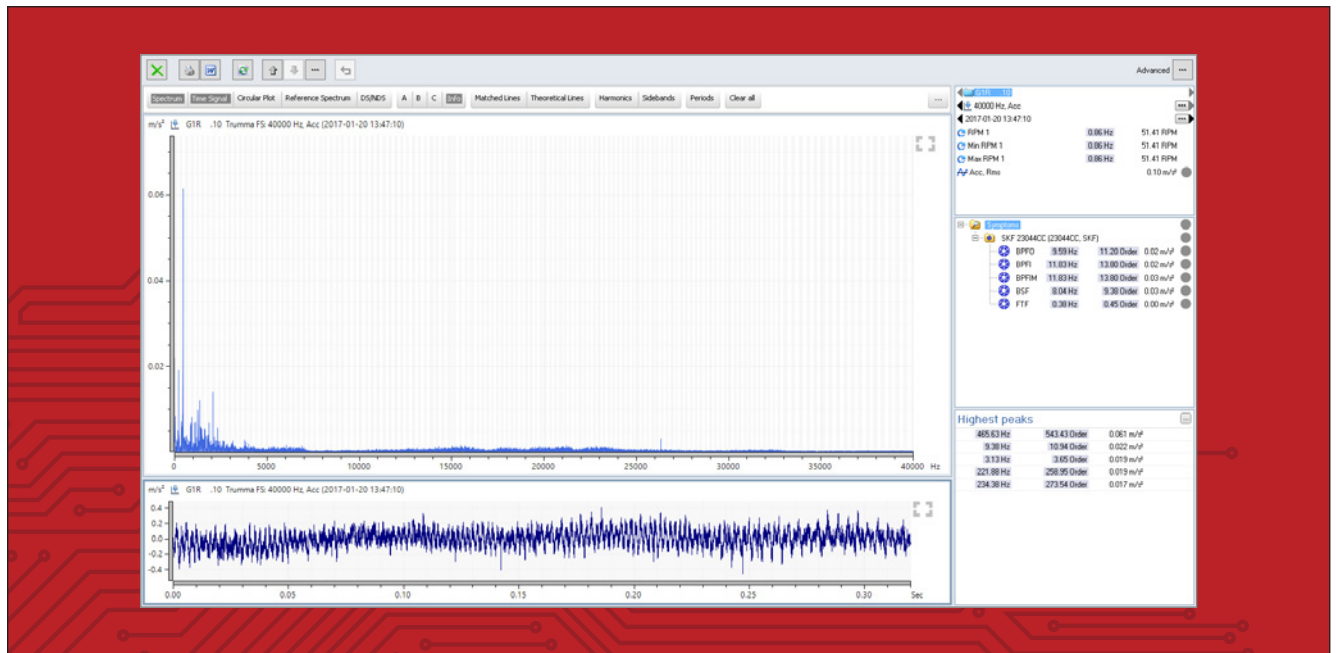 Advanced ...
Spectrum Time Signal Circular Plot Reference Spectrum DS/NDS A B C Info Matched Lines Theoretical Lines Harmonics Sidebands Periods Clear all ...
m/s² G1R .10 Trumma FS: 40000 Hz, Acc (2017-01-20 13:47:10)
0.06
0.04
0.02
0 5000 10000 15000 20000 25000 30000 35000 40000 Hz
m/s² G1R .10 Trumma FS: 40000 Hz, Acc (2017-01-20 13:47:10)
0.4
0.2
0.0
-0.2
-0.4
0.00 0.05 0.10 0.15 0.20 0.25 0.30 Sec
G1R .10
40000 Hz, Acc ...
2017-01-20 13:47:10 ...
RPM 1 0.86 Hz 51.41 RPM
Min RPM 1 0.86 Hz 51.41 RPM
Max RPM 1 0.86 Hz 51.41 RPM
Acc, Rms 0.10 m/s²
Symptoms
SKF 23044CC (23044CC, SKF)
BPFO 9.59 Hz 11.20 Order 0.02 m/s²
BPFI 11.83 Hz 13.80 Order 0.02 m/s²
BPFIM 11.83 Hz 13.80 Order 0.03 m/s²
BSF 8.04 Hz 9.38 Order 0.03 m/s²
FTF 0.38 Hz 0.45 Order 0.00 m/s²
Highest peaks
465.63 Hz 543.43 Order 0.061 m/s²
9.38 Hz 10.94 Order 0.022 m/s²
3.13 Hz 3.65 Order 0.019 m/s²
221.88 Hz 258.95 Order 0.019 m/s²
234.38 Hz 273.54 Order 0.017 m/s²